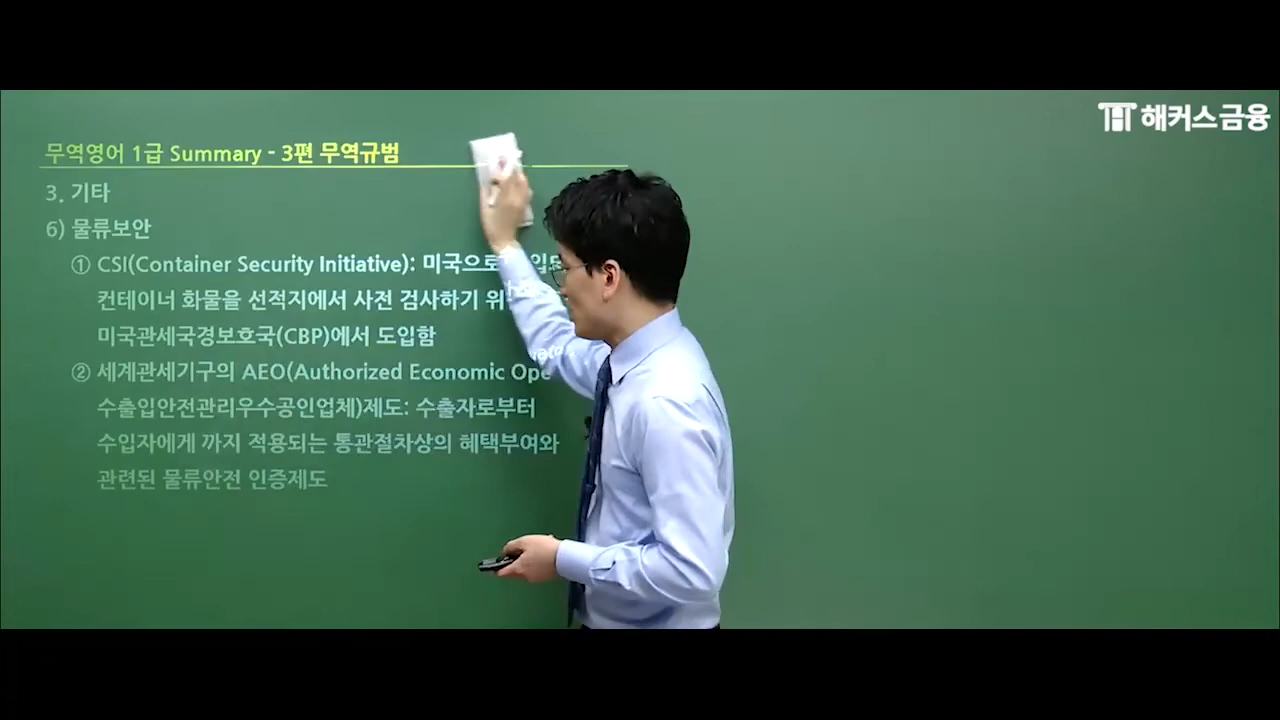 해커스금융
무역영어 1급 Summary - 3편 무역규범
3. 기타
6) 물류보안
① CSI(Container Security Initiative): 미국으로
컨테이너 화물을 선적지에서 사전 검사하기 위
미국관세국경보호국(CBP)에서 도입함
② 세계관세기구의 AEO(Authorized Economic Ope
수출입안전관리우수공인업체)제도: 수출자로부터
수입자에게 까지 적용되는 통관절차상의 혜택부여와
관련된 물류안전 인증제도